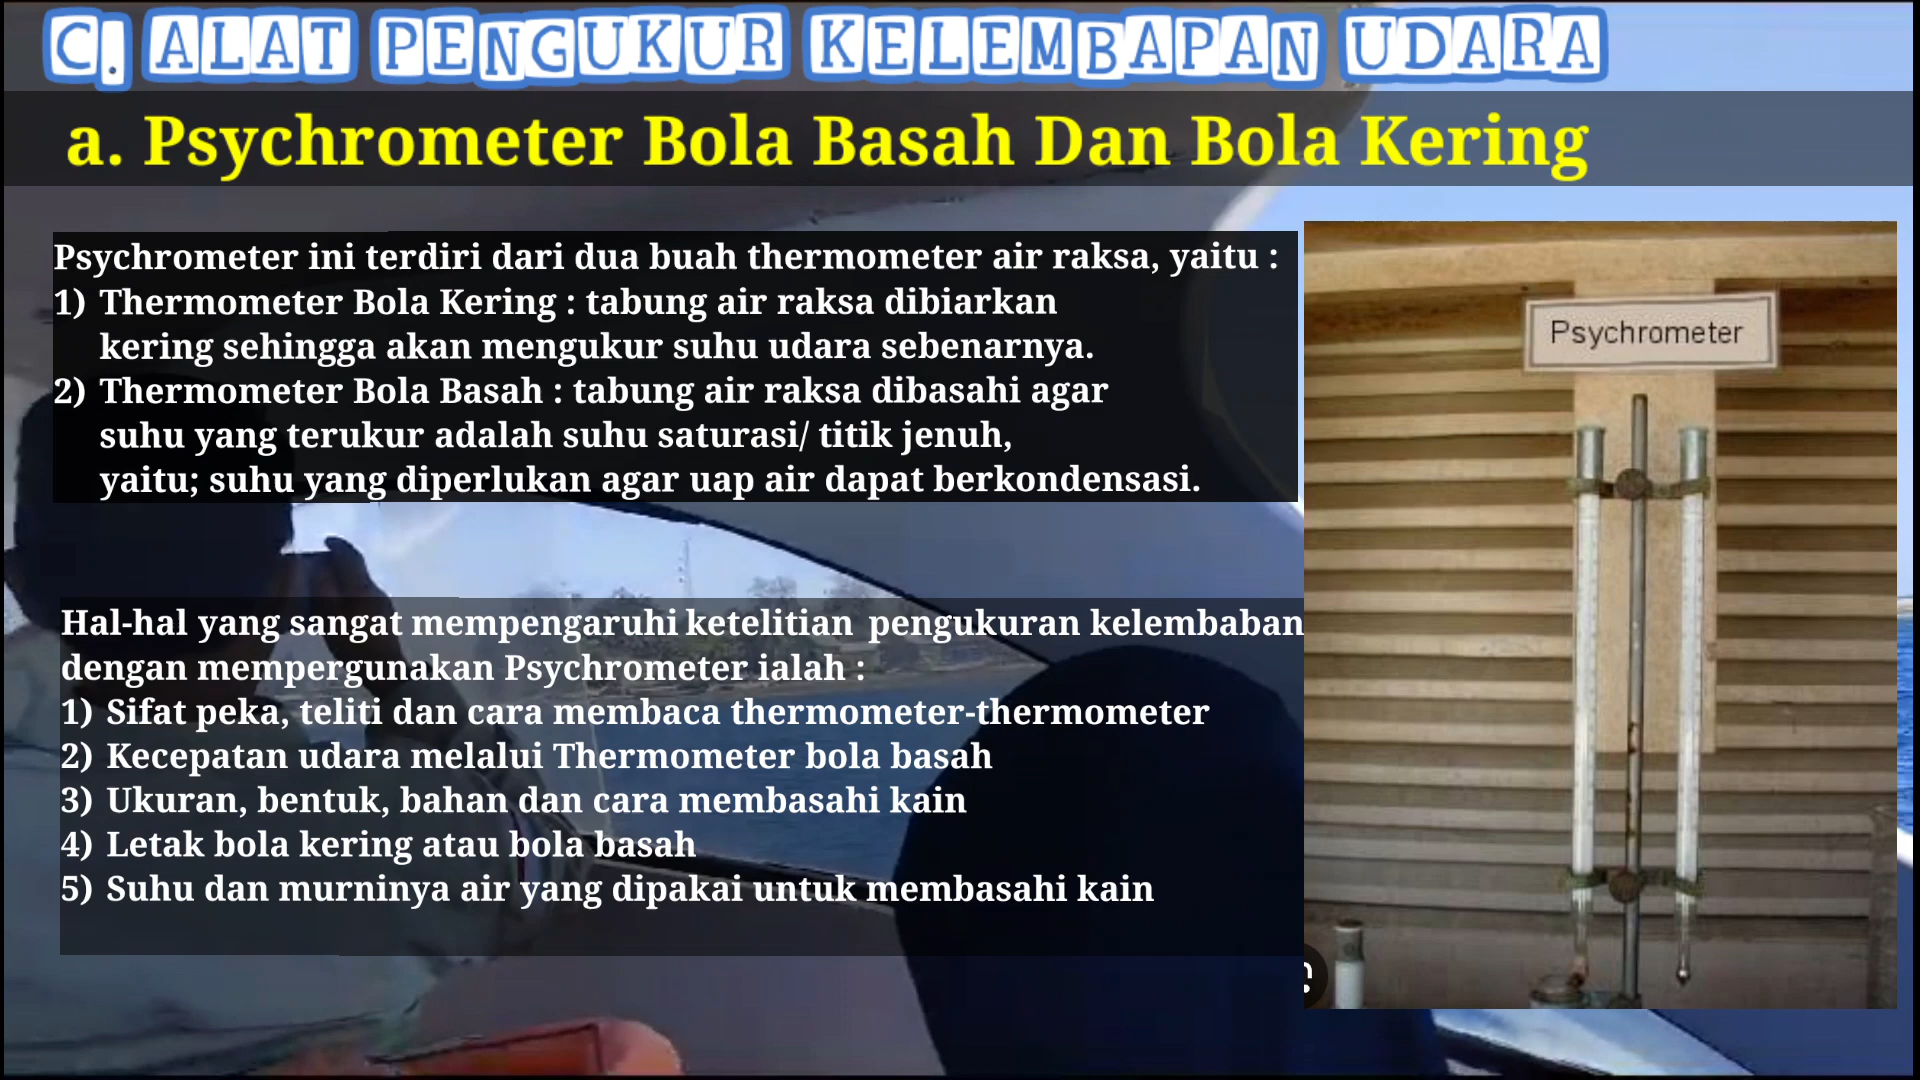 C. ALAT PENGUKUR KELEMBAPAN UDARA
a. Psychrometer Bola Basah Dan Bola Kering
Psychrometer ini terdiri dari dua buah thermometer air raksa, yaitu :
1) Thermometer Bola Kering : tabung air raksa dibiarkan
kering sehingga akan mengukur suhu udara sebenarnya.
2) Thermometer Bola Basah : tabung air raksa dibasahi agar
suhu yang terukur adalah suhu saturasi/ titik jenuh,
yaitu; suhu yang diperlukan agar uap air dapat berkondensasi.
Psychrometer
Hal-hal yang sangat mempengaruhi ketelitian pengukuran kelembaban
dengan mempergunakan Psychrometer ialah :
1) Sifat peka, teliti dan cara membaca thermometer-thermometer
2) Kecepatan udara melalui Thermometer bola basah
3) Ukuran, bentuk, bahan dan cara membasahi kain
4) Letak bola kering atau bola basah
5) Suhu dan murninya air yang dipakai untuk membasahi kain